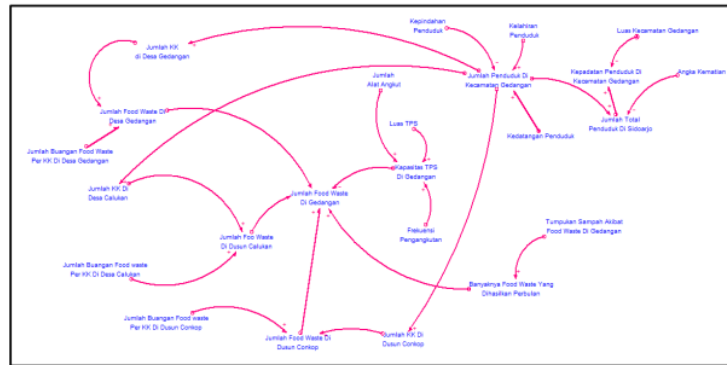 Kepindahan
Penduduk
Kelahiran
Penduduk
Luas Kecamatan Gedangan
Jumlah KK
di Desa Gedangan
Jumlah Penduduk Di
Kecamatan Gedangan
Kepadatan Penduduk Di
Kecamatan Gedangan
Angka Kematian
Jumlah
Alat Angkut
Jumlah Food Waste Di
Desa Gedangan
Luas TPS
Jumlah Total
Penduduk Di Sidoarjo
Kedatangan Penduduk
Jumlah Buangan Food Waste
Per KK Di Desa Gedangan
Kapasitas TPS
Di Gedangan
Jumlah KK Di
Desa Calukan
Jumlah Food Waste
Di Gedangan
Jumlah Foo Waste
Di Dusun Calukan
Frekuensi
Pengangkutan
Tumpukan Sampah Akibat
Food Waste Di Gedangan
Jumlah Buangan Food waste
Per KK Di Desa Calukan
Banyaknya Food Waste Yang
Dihasilkan Perbulan
Jumlah Buangan Food waste
Per KK Di Dusun Conkop
Jumlah Food Waste Di
Dusun Conkop
Jumlah KK Di
Dusun Conkop